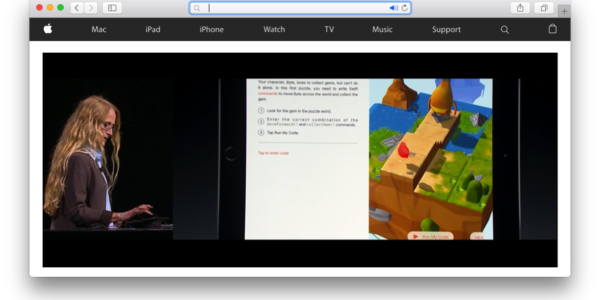 Mac iPad iPhone Watch TV Music Support
Your character, Byte, loves to collect gems, but can't do
it alone. In this first puzzle, you need to write Swift
commands to move Byte across the world and collect the
gem.
1 Look for the gem in the puzzle world.
2 Enter the correct combination of the
moveForward() and collectGem() commands.
3 Tap Run My Code.
Tap to enter code
Run My Code